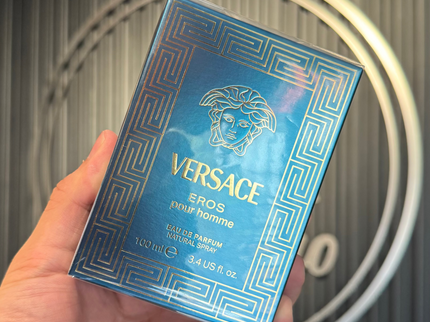 VERSACE
EROS
pour homme
EAU DE PARFUM
NATURAL SPRAY
100 ml ℮ 3.4 US fl. oz.